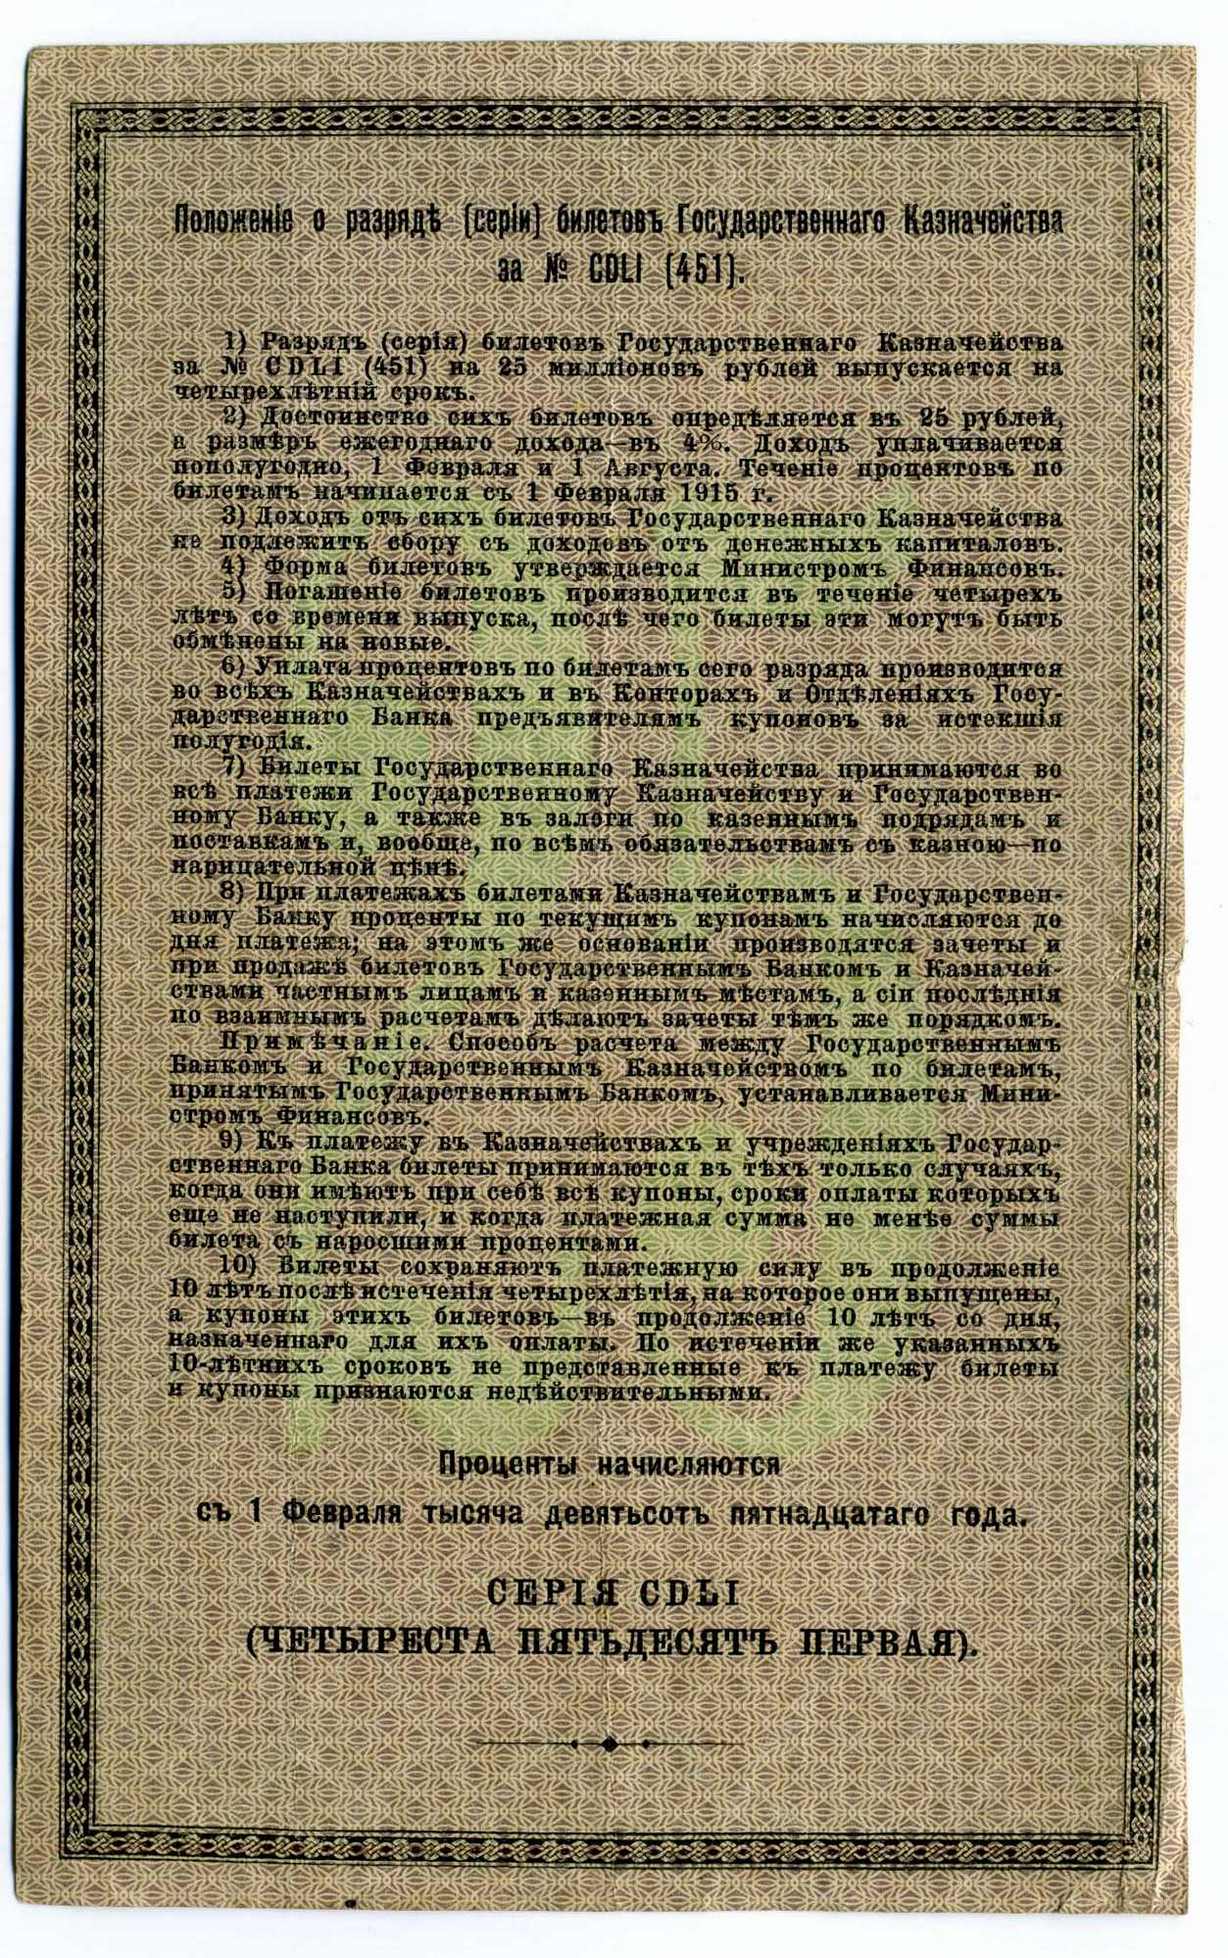 Положеніе о разрядѣ (серіи) билетовъ Государственнаго Казначейства
за № CDLI (451).
1) Разрядъ (серія) билетовъ Государственнаго Казначейства
за № CDLI (451) на 25 милліоновъ рублей выпускается на
четырехлѣтній срокъ.
2) Достоинство сихъ билетовъ опредѣляется въ 25 рублей,
а размѣръ ежегоднаго дохода—въ 4%. Доходъ уплачивается
пополугодно, 1 Февраля и 1 Августа. Теченіе процентовъ по
билетамъ начинается съ 1 Февраля 1915 г.
3) Доходъ отъ сихъ билетовъ Государственнаго Казначейства
не подлежитъ сбору съ доходовъ отъ денежныхъ капиталовъ.
4) Форма билетовъ утверждается Министромъ Финансовъ.
5) Погашеніе билетовъ производится въ теченіе четырехъ
лѣтъ со времени выпуска, послѣ чего билеты эти могутъ быть
обмѣнены на новые.
6) Уплата процентовъ по билетамъ сего разряда производится
во всѣхъ Казначействахъ и въ Конторахъ и Отдѣленіяхъ Госу-
дарственнаго Банка предъявителямъ купоновъ за истекшія
полугодія.
7) Билеты Государственнаго Казначейства принимаются во
всѣ платежи Государственному Казначейству и Государствен-
ному Банку, а также въ залоги по казеннымъ подрядамъ и
поставкамъ и, вообще, по всѣмъ обязательствамъ съ казною—по
нарицательной цѣнѣ.
8) При платежахъ билетами Казначействамъ и Государствен-
ному Банку проценты по текущимъ купонамъ начисляются до
дня платежа; на этомъ же основаніи производятся зачеты и
при продажѣ билетовъ Государственнымъ Банкомъ и Казначей-
ствами частнымъ лицамъ и казеннымъ мѣстамъ, а сіи послѣднія
по взаимнымъ расчетамъ дѣлаютъ зачеты тѣмъ же порядкомъ.
Примѣчаніе. Способъ расчета между Государственнымъ
Банкомъ и Государственнымъ Казначействомъ по билетамъ,
принятымъ Государственнымъ Банкомъ, устанавливается Мини-
стромъ Финансовъ.
9) Къ платежу въ Казначействахъ и учрежденіяхъ Государ-
ственнаго Банка билеты принимаются въ тѣхъ только случаяхъ,
когда они имѣютъ при себѣ всѣ купоны, сроки оплаты которыхъ
еще не наступили, и когда платежная сумма не менѣе суммы
билета съ наросшими процентами.
10) Билеты сохраняютъ платежную силу въ продолженіе
10 лѣтъ послѣ истеченія четырехлѣтія, на которое они выпущены,
а купоны этихъ билетовъ—въ продолженіе 10 лѣтъ со дня,
назначеннаго для ихъ оплаты. По истеченіи же указанныхъ
10-лѣтнихъ сроковъ не представленные къ платежу билеты
и купоны признаются недѣйствительными.
Проценты начисляются
съ 1 Февраля тысяча девятьсотъ пятнадцатаго года.
СЕРІЯ CDLI
(ЧЕТЫРЕСТА ПЯТЬДЕСЯТЪ ПЕРВАЯ).